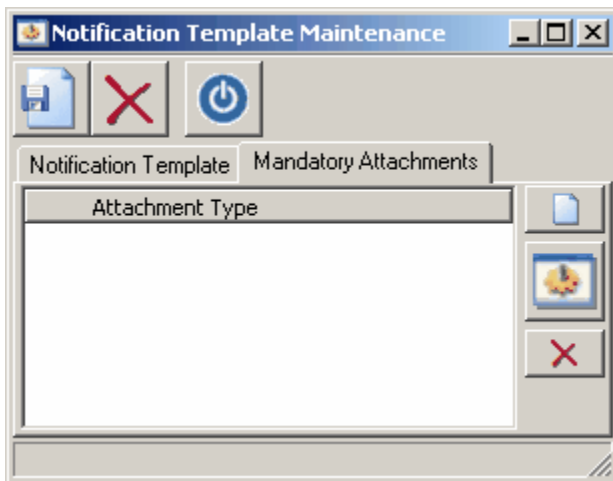 Notification Template Maintenance
Notification Template Mandatory Attachments
Attachment Type